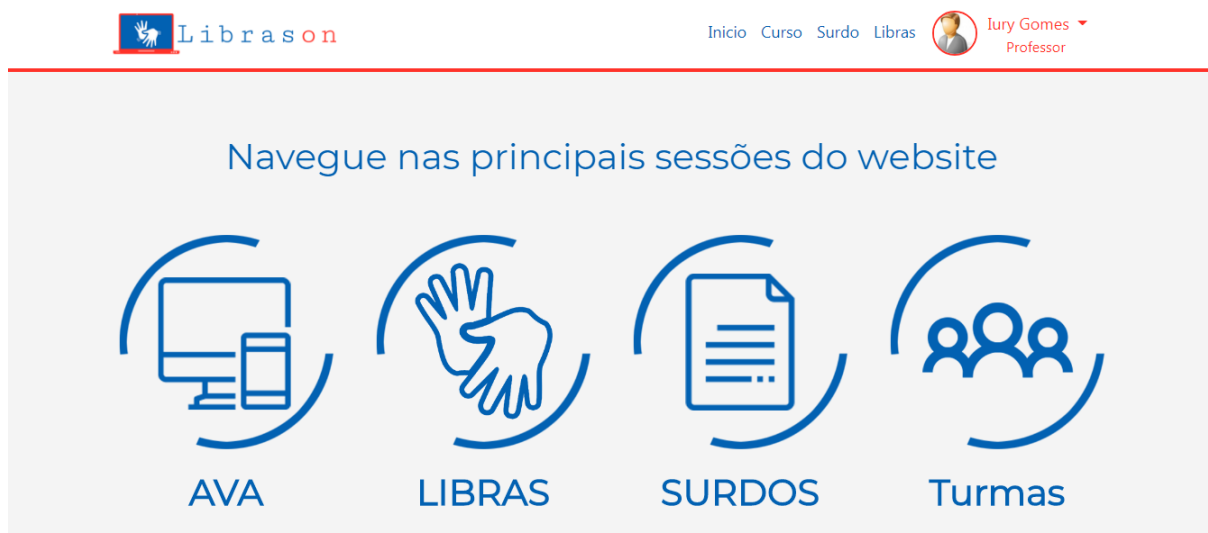 Librason
Inicio Curso Surdo Libras
Iury Gomes
Professor
Navegue nas principais sessões do website
AVA
LIBRAS
SURDOS
Turmas